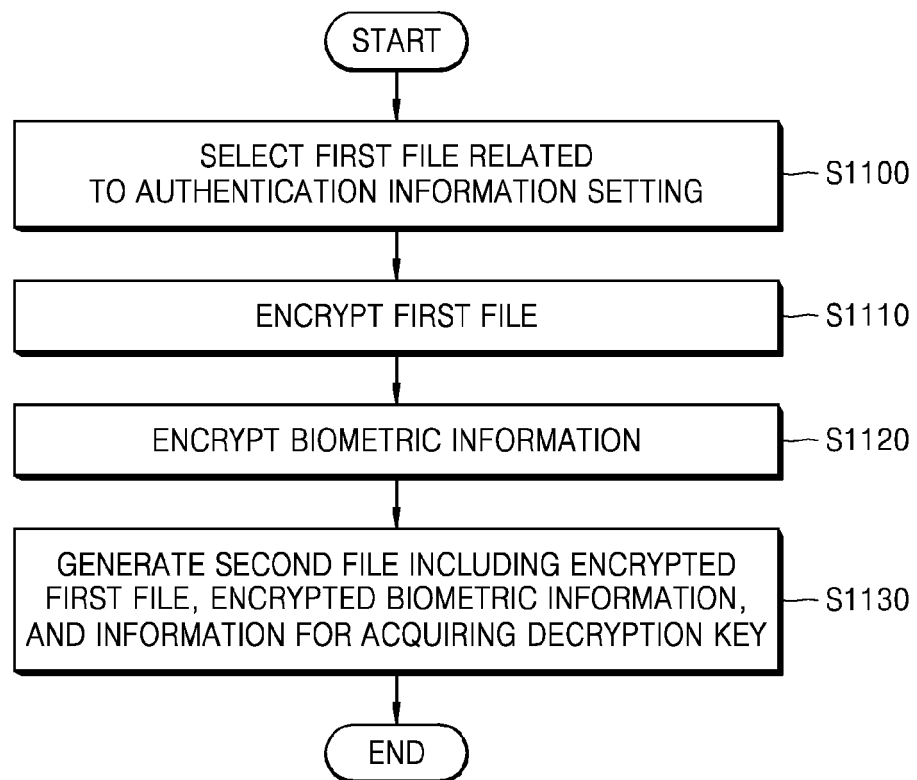 START
SELECT FIRST FILE RELATED
TO AUTHENTICATION INFORMATION SETTING
S1100
ENCRYPT FIRST FILE
S1110
ENCRYPT BIOMETRIC INFORMATION
S1120
GENERATE SECOND FILE INCLUDING ENCRYPTED
FIRST FILE, ENCRYPTED BIOMETRIC INFORMATION,
AND INFORMATION FOR ACQUIRING DECRYPTION KEY
S1130
END